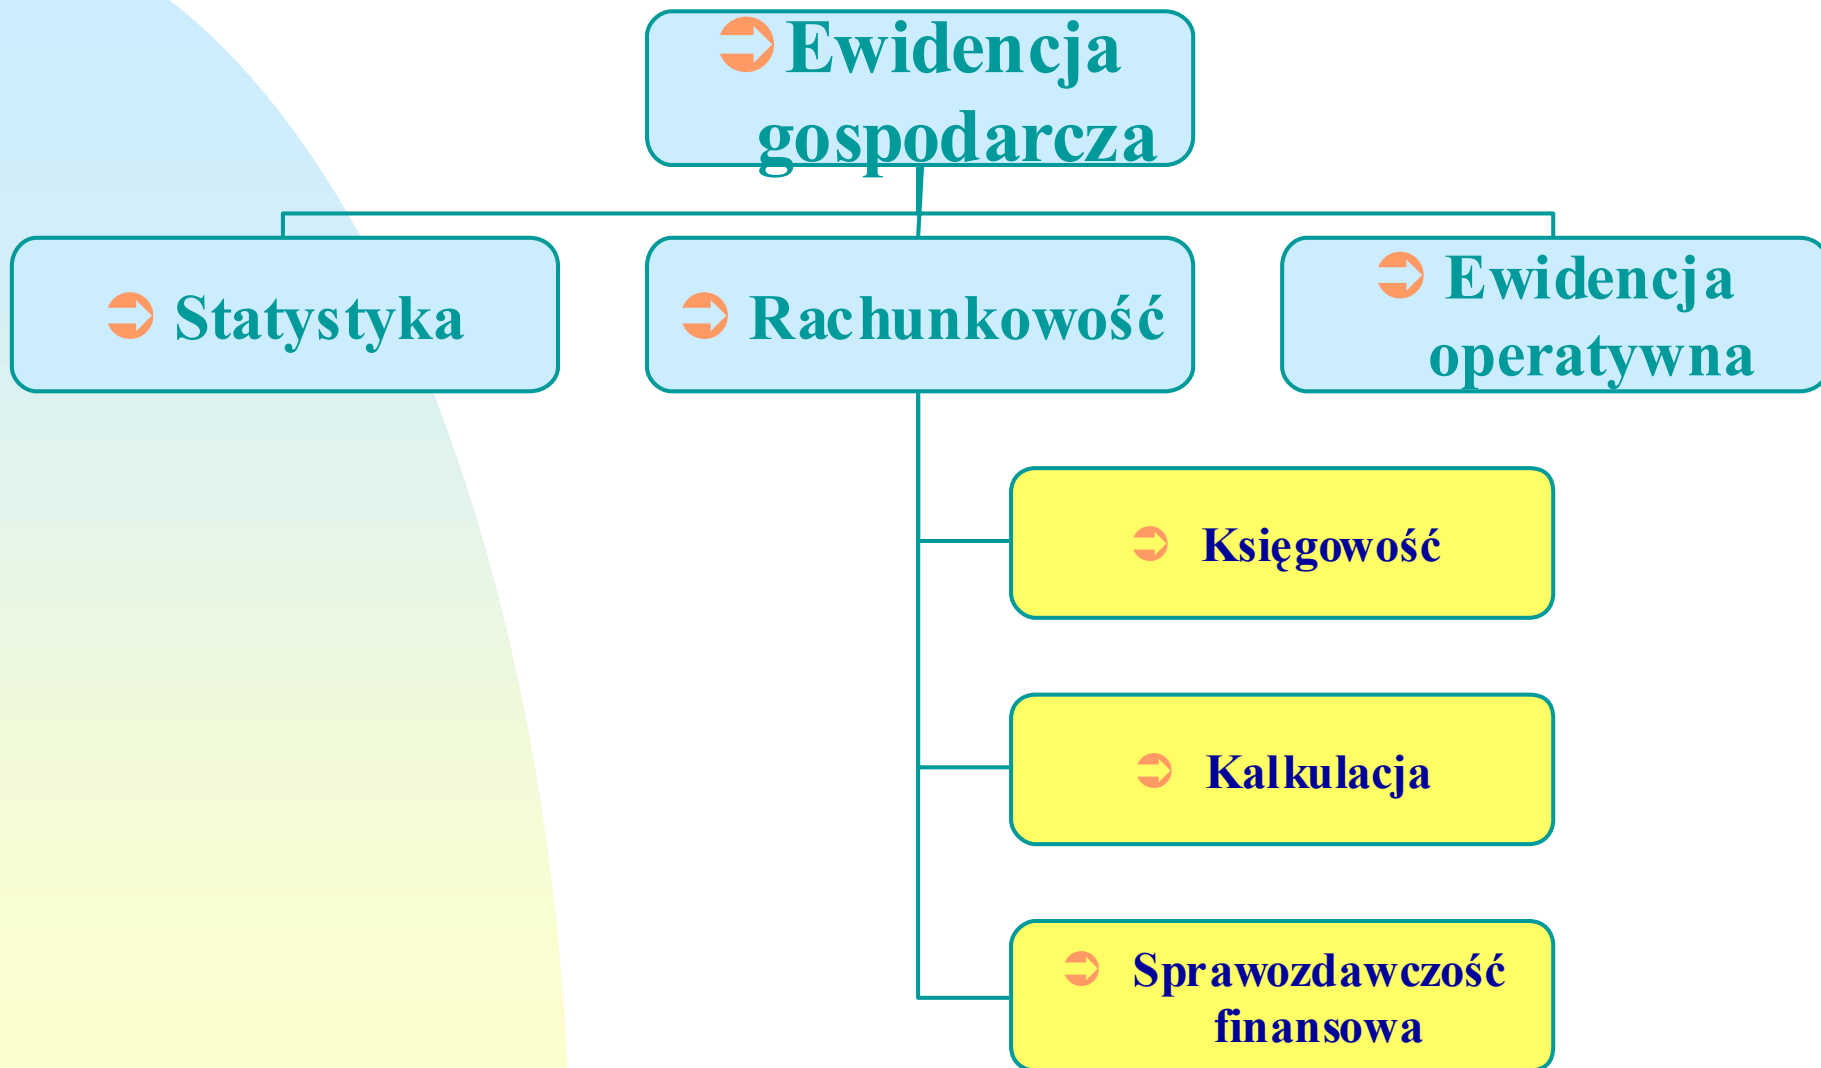 Ewidencja
gospodarcza
Statystyka
Rachunkowość
Ewidencja
operatywna
Księgowość
Kalkulacja
Sprawozdawczość
finansowa